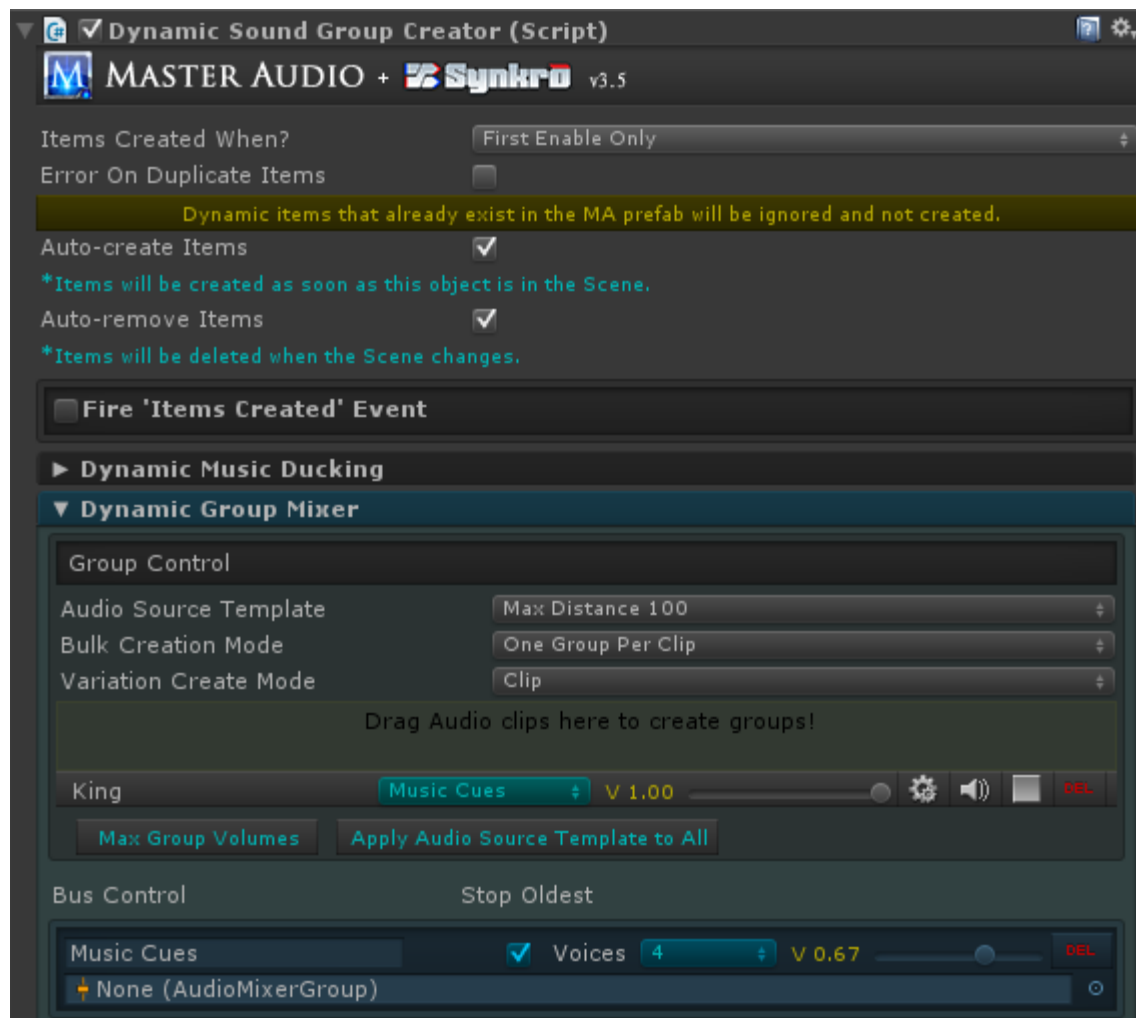 Dynamic Sound Group Creator (Script)
MASTER AUDIO + Synkro v3.5
Items Created When? First Enable Only
Error On Duplicate Items
Dynamic items that already exist in the MA prefab will be ignored and not created.
Auto-create Items
*Items will be created as soon as this object is in the Scene.
Auto-remove Items
*Items will be deleted when the Scene changes.
Fire 'Items Created' Event
Dynamic Music Ducking
Dynamic Group Mixer
Group Control
Audio Source Template Max Distance 100
Bulk Creation Mode One Group Per Clip
Variation Create Mode Clip
Drag Audio clips here to create groups!
King Music Cues V 1.00 DEL
Max Group Volumes Apply Audio Source Template to All
Bus Control Stop Oldest
Music Cues Voices 4 V 0.67 DEL
None (AudioMixerGroup)